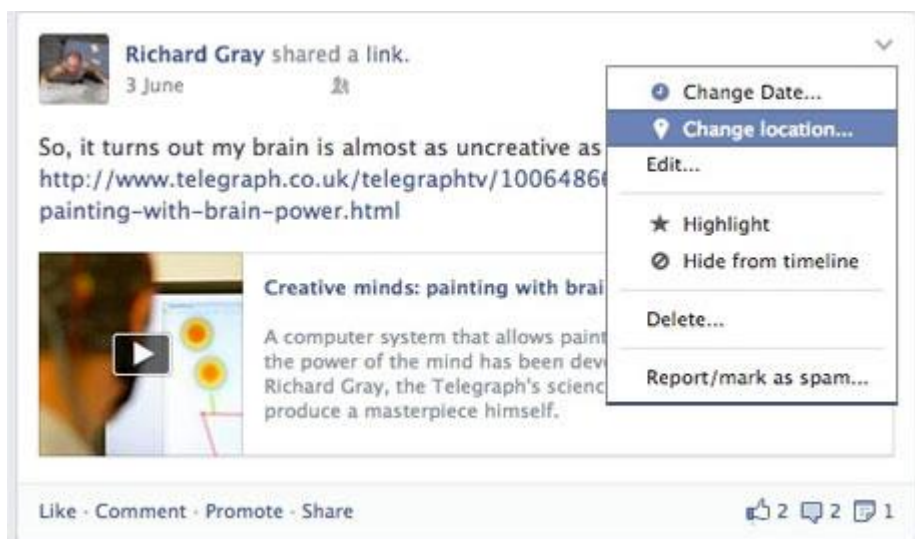 Richard Gray shared a link.
3 June
Change Date...
Change location...
Edit...
Highlight
Hide from timeline
Delete...
Report/mark as spam...
So, it turns out my brain is almost as uncreative as
http://www.telegraph.co.uk/telegraphtv/1006486
painting-with-brain-power.html
Creative minds: painting with brai
A computer system that allows paint
the power of the mind has been dev
Richard Gray, the Telegraph's scienc
produce a masterpiece himself.
Like · Comment · Promote · Share
2 2 1